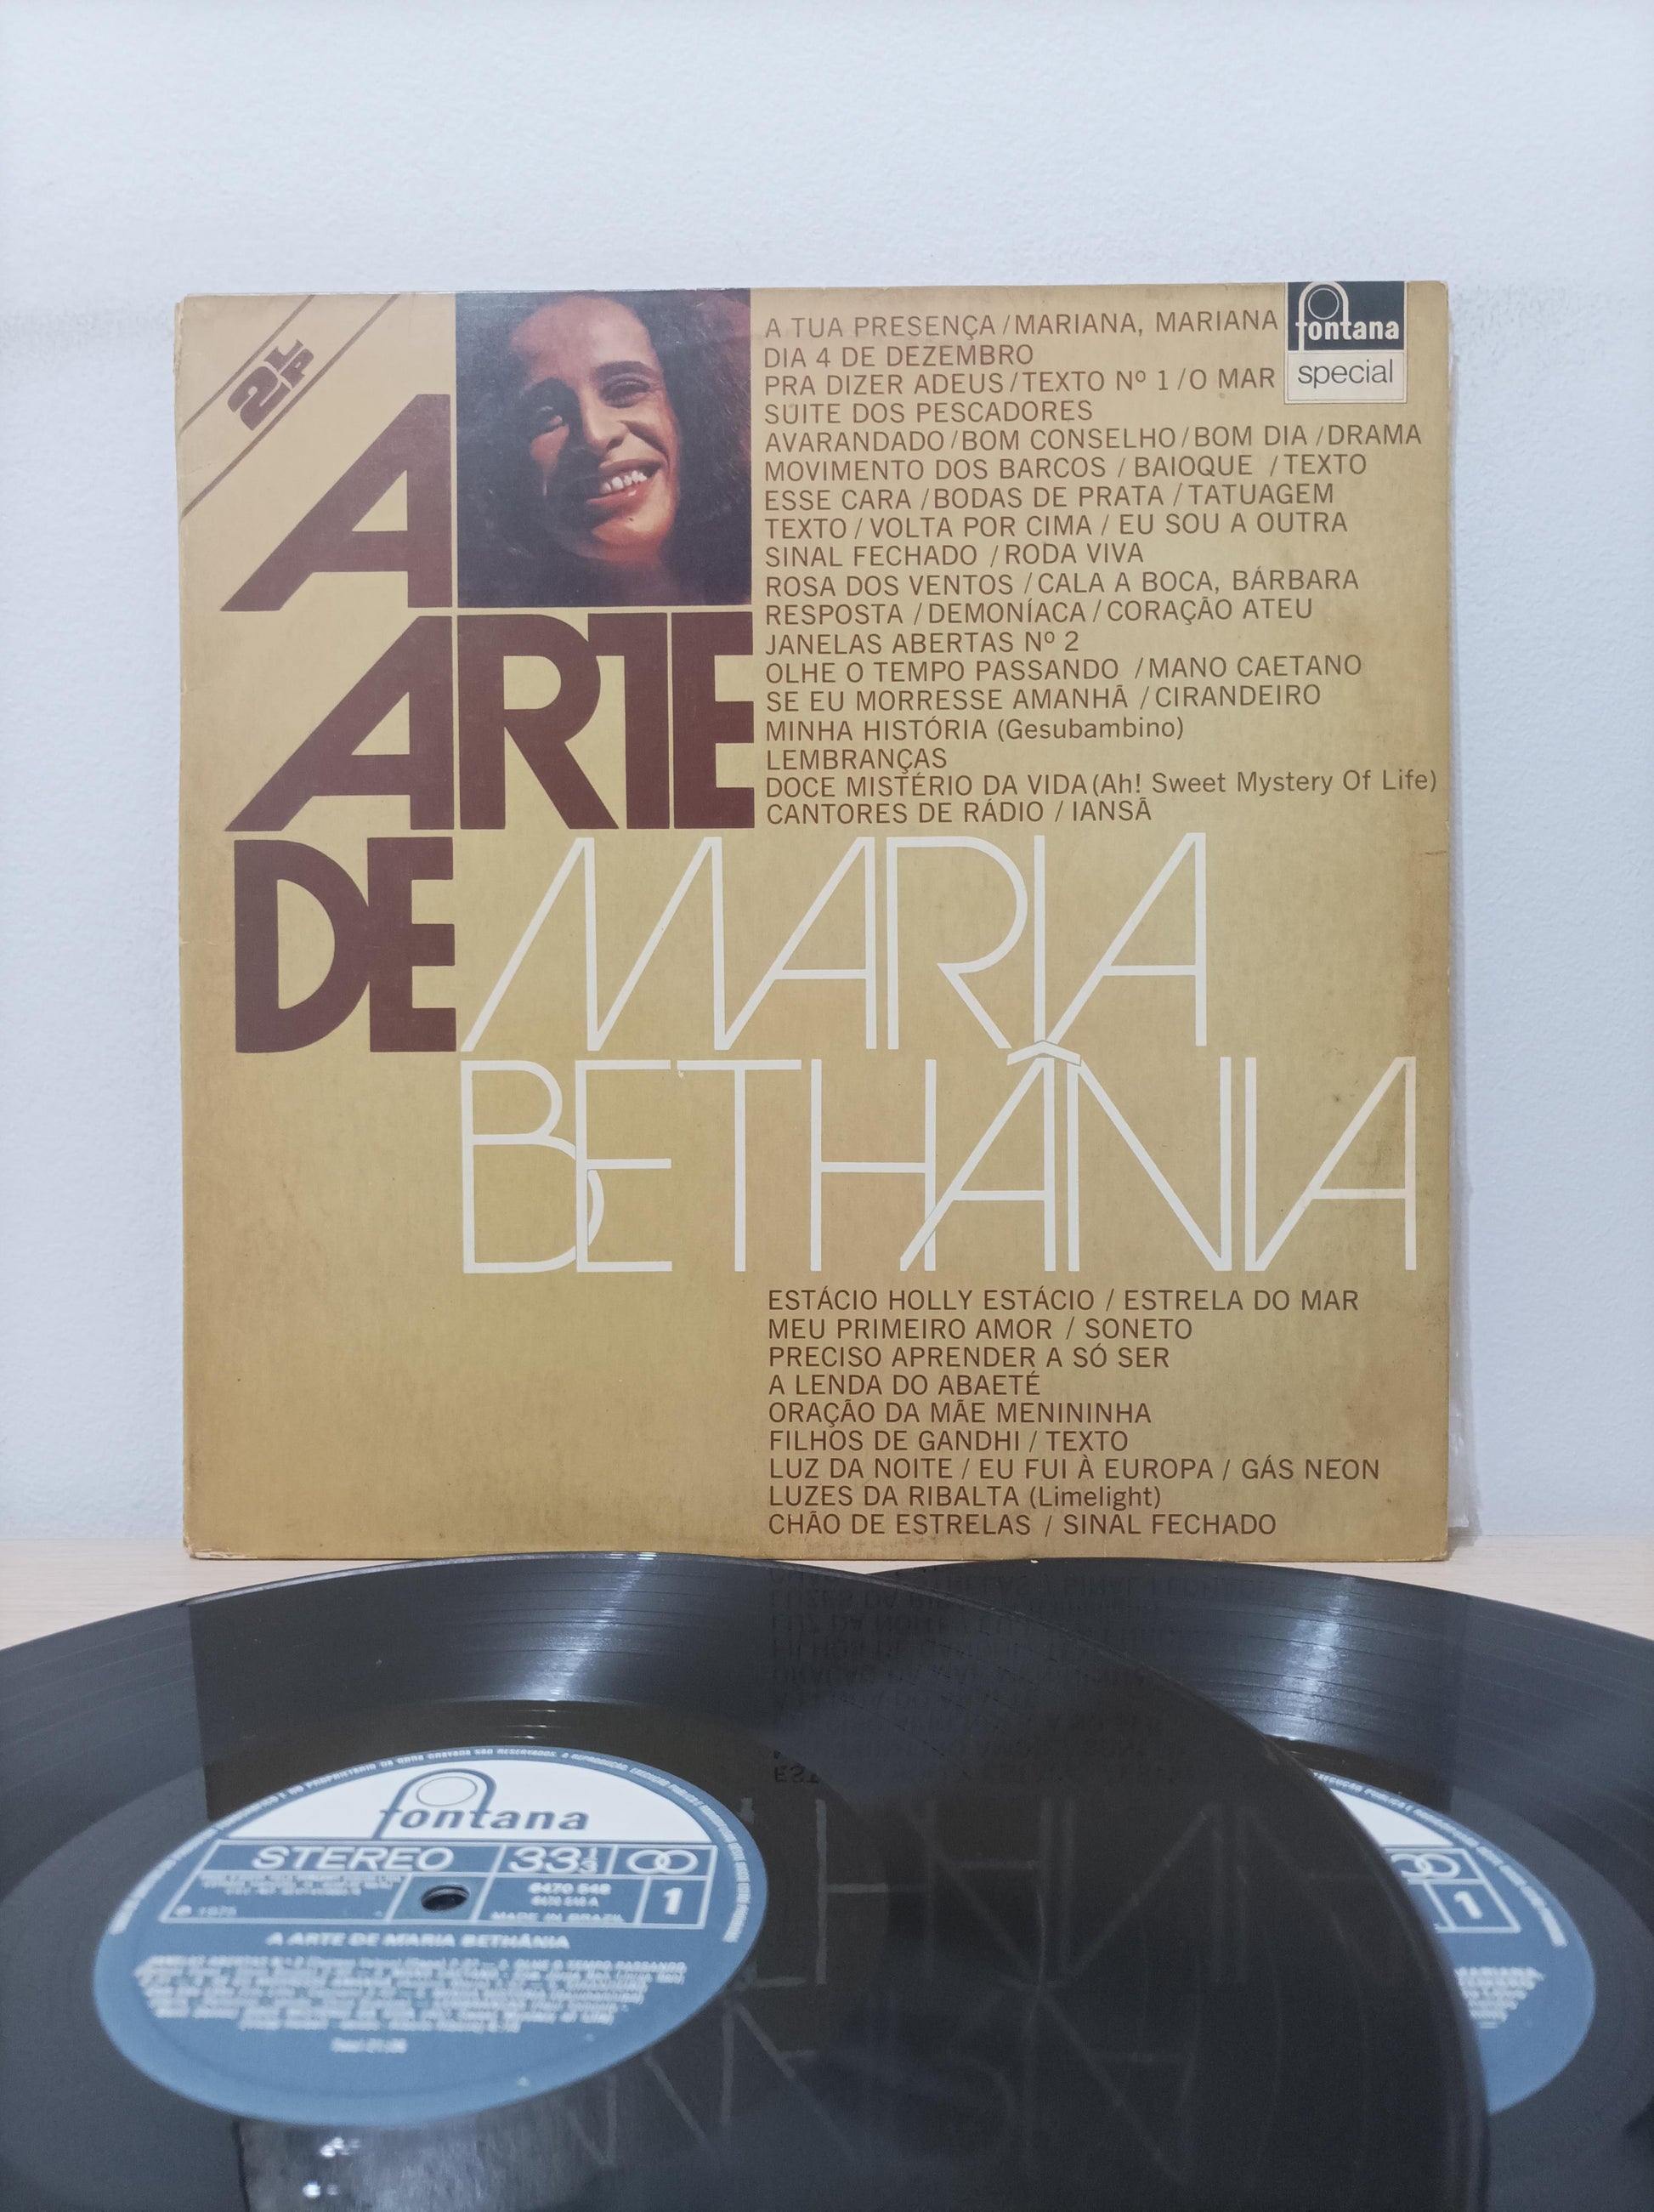 2LP
A
ARTE
DE MARIA
BETHÂNIA
A TUA PRESENÇA / MARIANA, MARIANA
DIA 4 DE DEZEMBRO
PRA DIZER ADEUS / TEXTO Nº 1 / O MAR
SUITE DOS PESCADORES
AVARANDADO / BOM CONSELHO / BOM DIA / DRAMA
MOVIMENTO DOS BARCOS / BAIOQUE / TEXTO
ESSE CARA / BODAS DE PRATA / TATUAGEM
TEXTO / VOLTA POR CIMA / EU SOU A OUTRA
SINAL FECHADO / RODA VIVA
ROSA DOS VENTOS / CALA A BOCA, BÁRBARA
RESPOSTA / DEMONÍACA / CORAÇÃO ATEU
JANELAS ABERTAS Nº 2
OLHE O TEMPO PASSANDO / MANO CAETANO
SE EU MORRESSE AMANHÃ / CIRANDEIRO
MINHA HISTÓRIA (Gesubambino)
LEMBRANÇAS
DOCE MISTÉRIO DA VIDA (Ah! Sweet Mystery Of Life)
CANTORES DE RÁDIO / IANSÃ
fontana
special
ESTÁCIO HOLLY ESTÁCIO / ESTRELA DO MAR
MEU PRIMEIRO AMOR / SONETO
PRECISO APRENDER A SÓ SER
A LENDA DO ABAETÉ
ORAÇÃO DA MÃE MENININHA
FILHOS DE GANDHI / TEXTO
LUZ DA NOITE / EU FUI À EUROPA / GÁS NEON
LUZES DA RIBALTA (Limelight)
CHÃO DE ESTRELAS / SINAL FECHADO
fontana
STEREO 33 1/3
6470 548
MADE IN BRAZIL
1
A ARTE DE MARIA BETHÂNIA
1